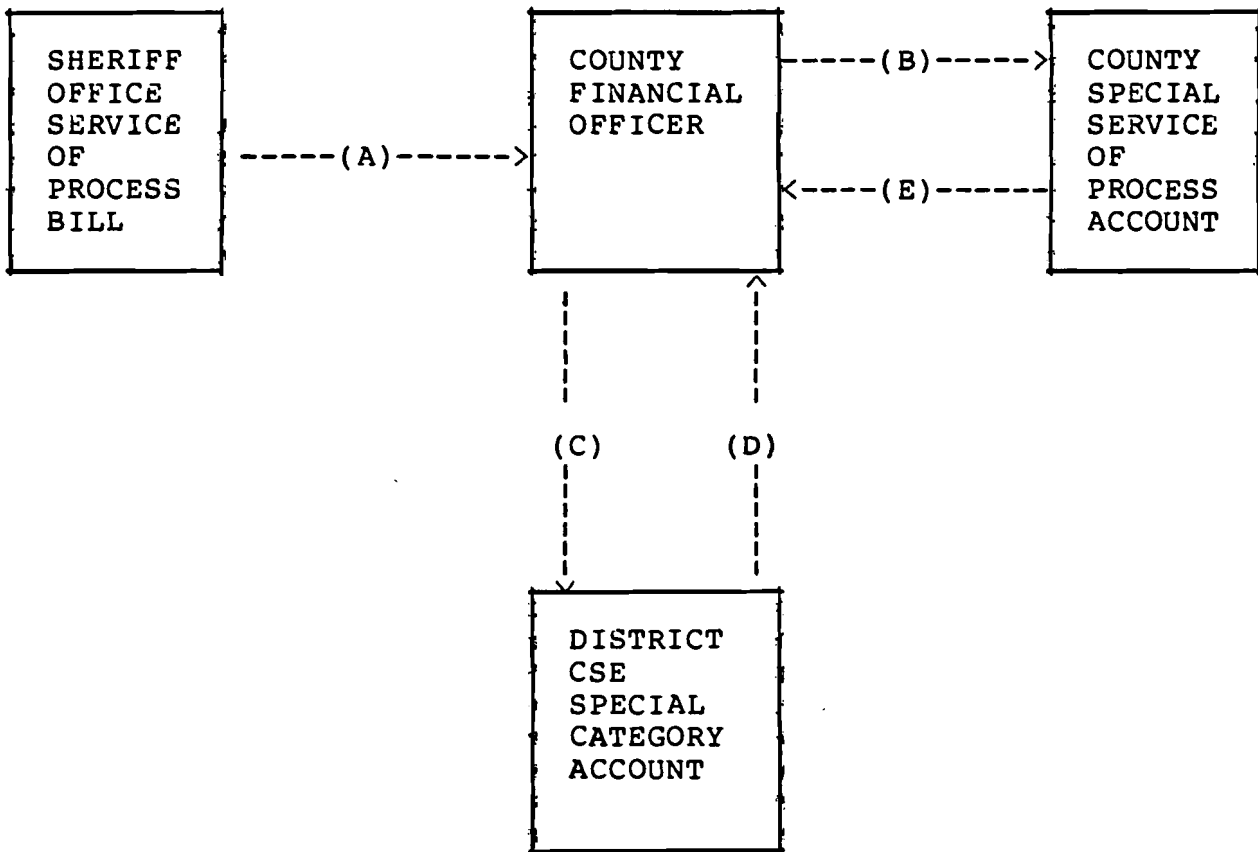 SHERIFF
OFFICE
SERVICE
OF
PROCESS
BILL
(A)
COUNTY
FINANCIAL
OFFICER
(B)
(E)
COUNTY
SPECIAL
SERVICE
OF
PROCESS
ACCOUNT
(C)
(D)
DISTRICT
CSE
SPECIAL
CATEGORY
ACCOUNT